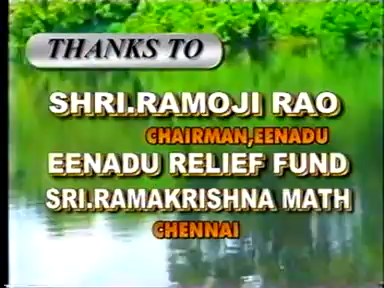 THANKS TO
SHRI.RAMOJI RAO
CHAIRMAN,EENADU
EENADU RELIEF FUND
SRI.RAMAKRISHNA MATH
CHENNAI